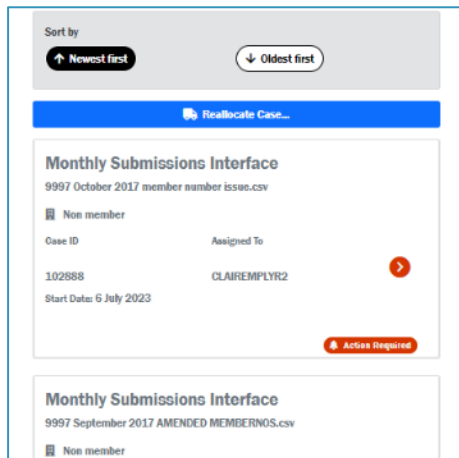 Sort by
↑ Newest first
↓ Oldest first
Reallocate Case...
Monthly Submissions Interface
9997 October 2017 member number issue.csv
Non member
Case ID Assigned To
102888 CLAIREMPLYR2
Start Date: 6 July 2023
Action Required
Monthly Submissions Interface
9997 September 2017 AMENDED MEMBERNOS.csv
Non member